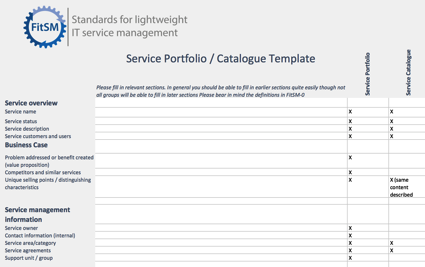 FitSM
Standards for lightweight
IT service management
Service Portfolio / Catalogue Template
Service Portfolio
Service Catalogue
Please fill in relevant sections. In general you should be able to fill in earlier sections quite easily though not
all groups will be able to fill in later sections Please bear in mind the definitions in FitSM-0
Service overview
Service name X X
Service status X X
Service description X X
Service customers and users X X
Business Case
Problem addressed or benefit created X
(value proposition)
Competitors and similar services X
Unique selling points / distinguishing X X (same
characteristics content
described
Service management
information
Service owner X
Contact information (internal) X
Service area/category X X
Service agreements X X
Support unit / group X